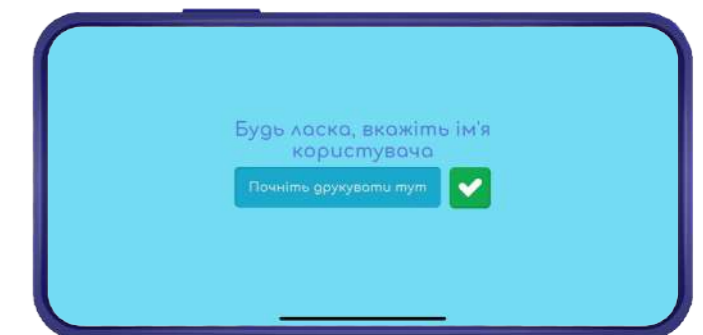 Будь ласка, вкажіть ім'я
користувача
Почніть друкувати тут